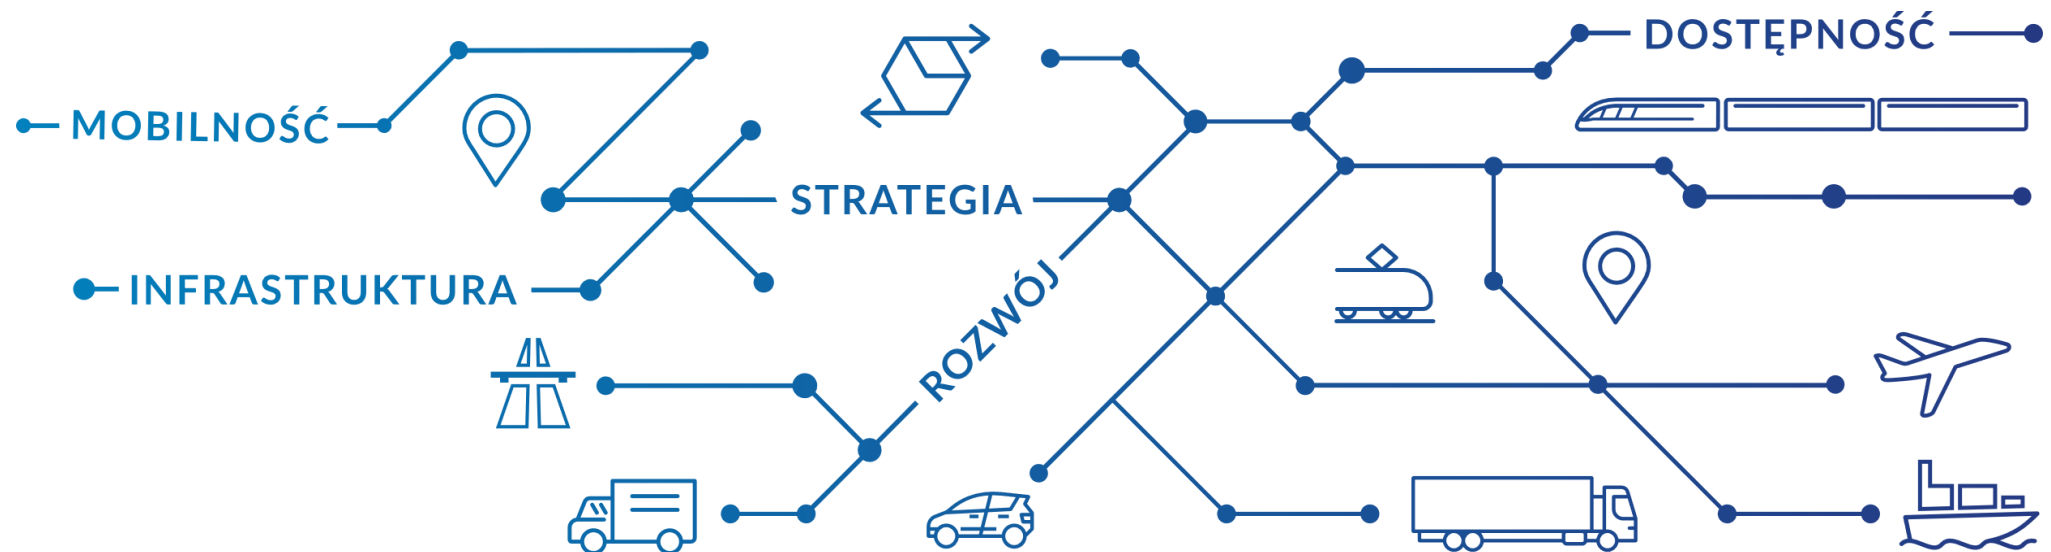 DOSTĘPNOŚĆ
MOBILNOŚĆ
STRATEGIA
INFRASTRUKTURA
ROZWÓJ